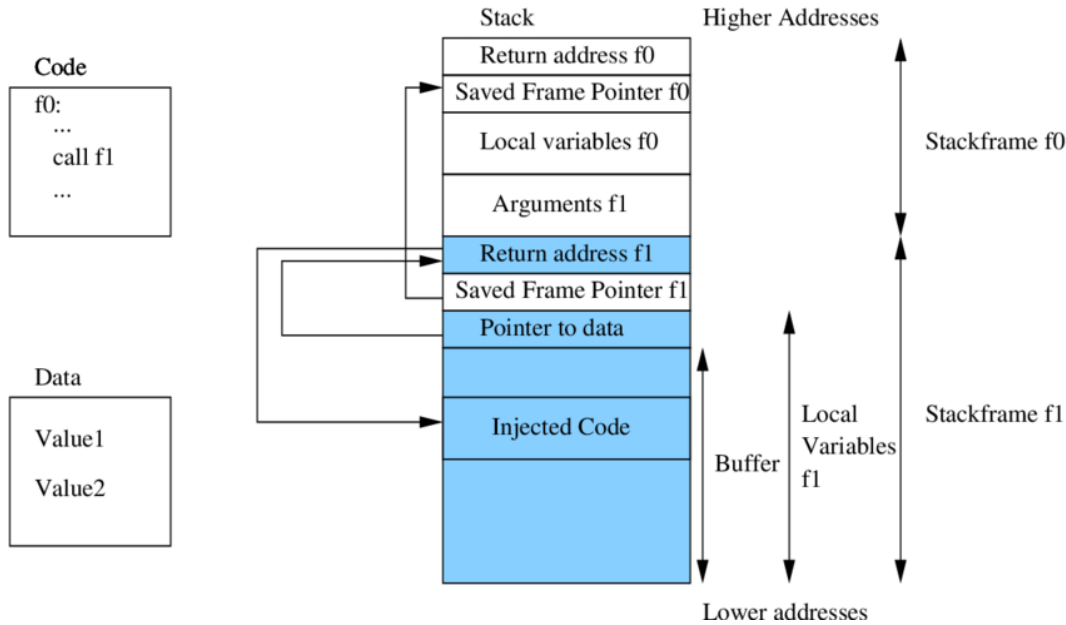 Stack
Higher Addresses
Code
f0:
...
call f1
...
Return address f0
Saved Frame Pointer f0
Local variables f0
Arguments f1
Return address f1
Saved Frame Pointer f1
Pointer to data
Injected Code
Stackframe f0
Data
Value1
Value2
Buffer
Local
Variables
f1
Stackframe f1
Lower addresses